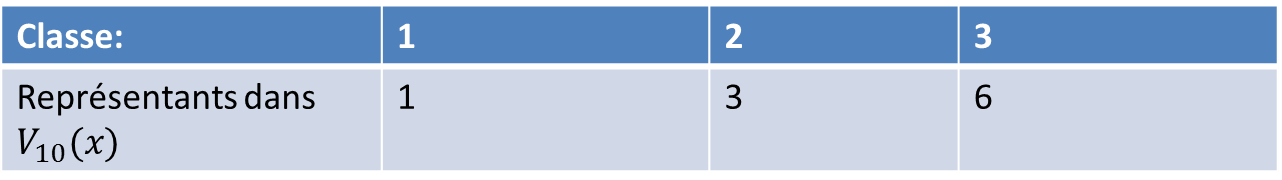 Classe: 1 2 3
Représentants dans 1 3 6
V₁₀(x)